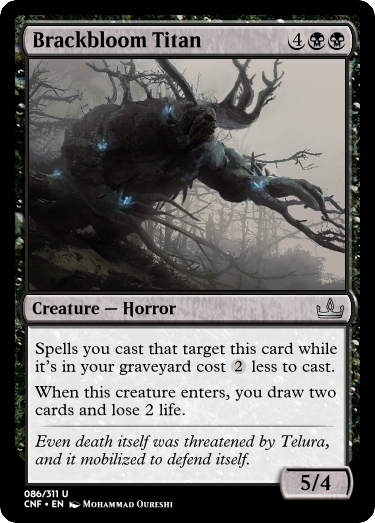 Brackbloom Titan 4
Creature — Horror
Spells you cast that target this card while
it's in your graveyard cost 2 less to cast.
When this creature enters, you draw two
cards and lose 2 life.
Even death itself was threatened by Telura,
and it mobilized to defend itself.
5/4
086/311 U
CNF • EN Mohammad Qureshi